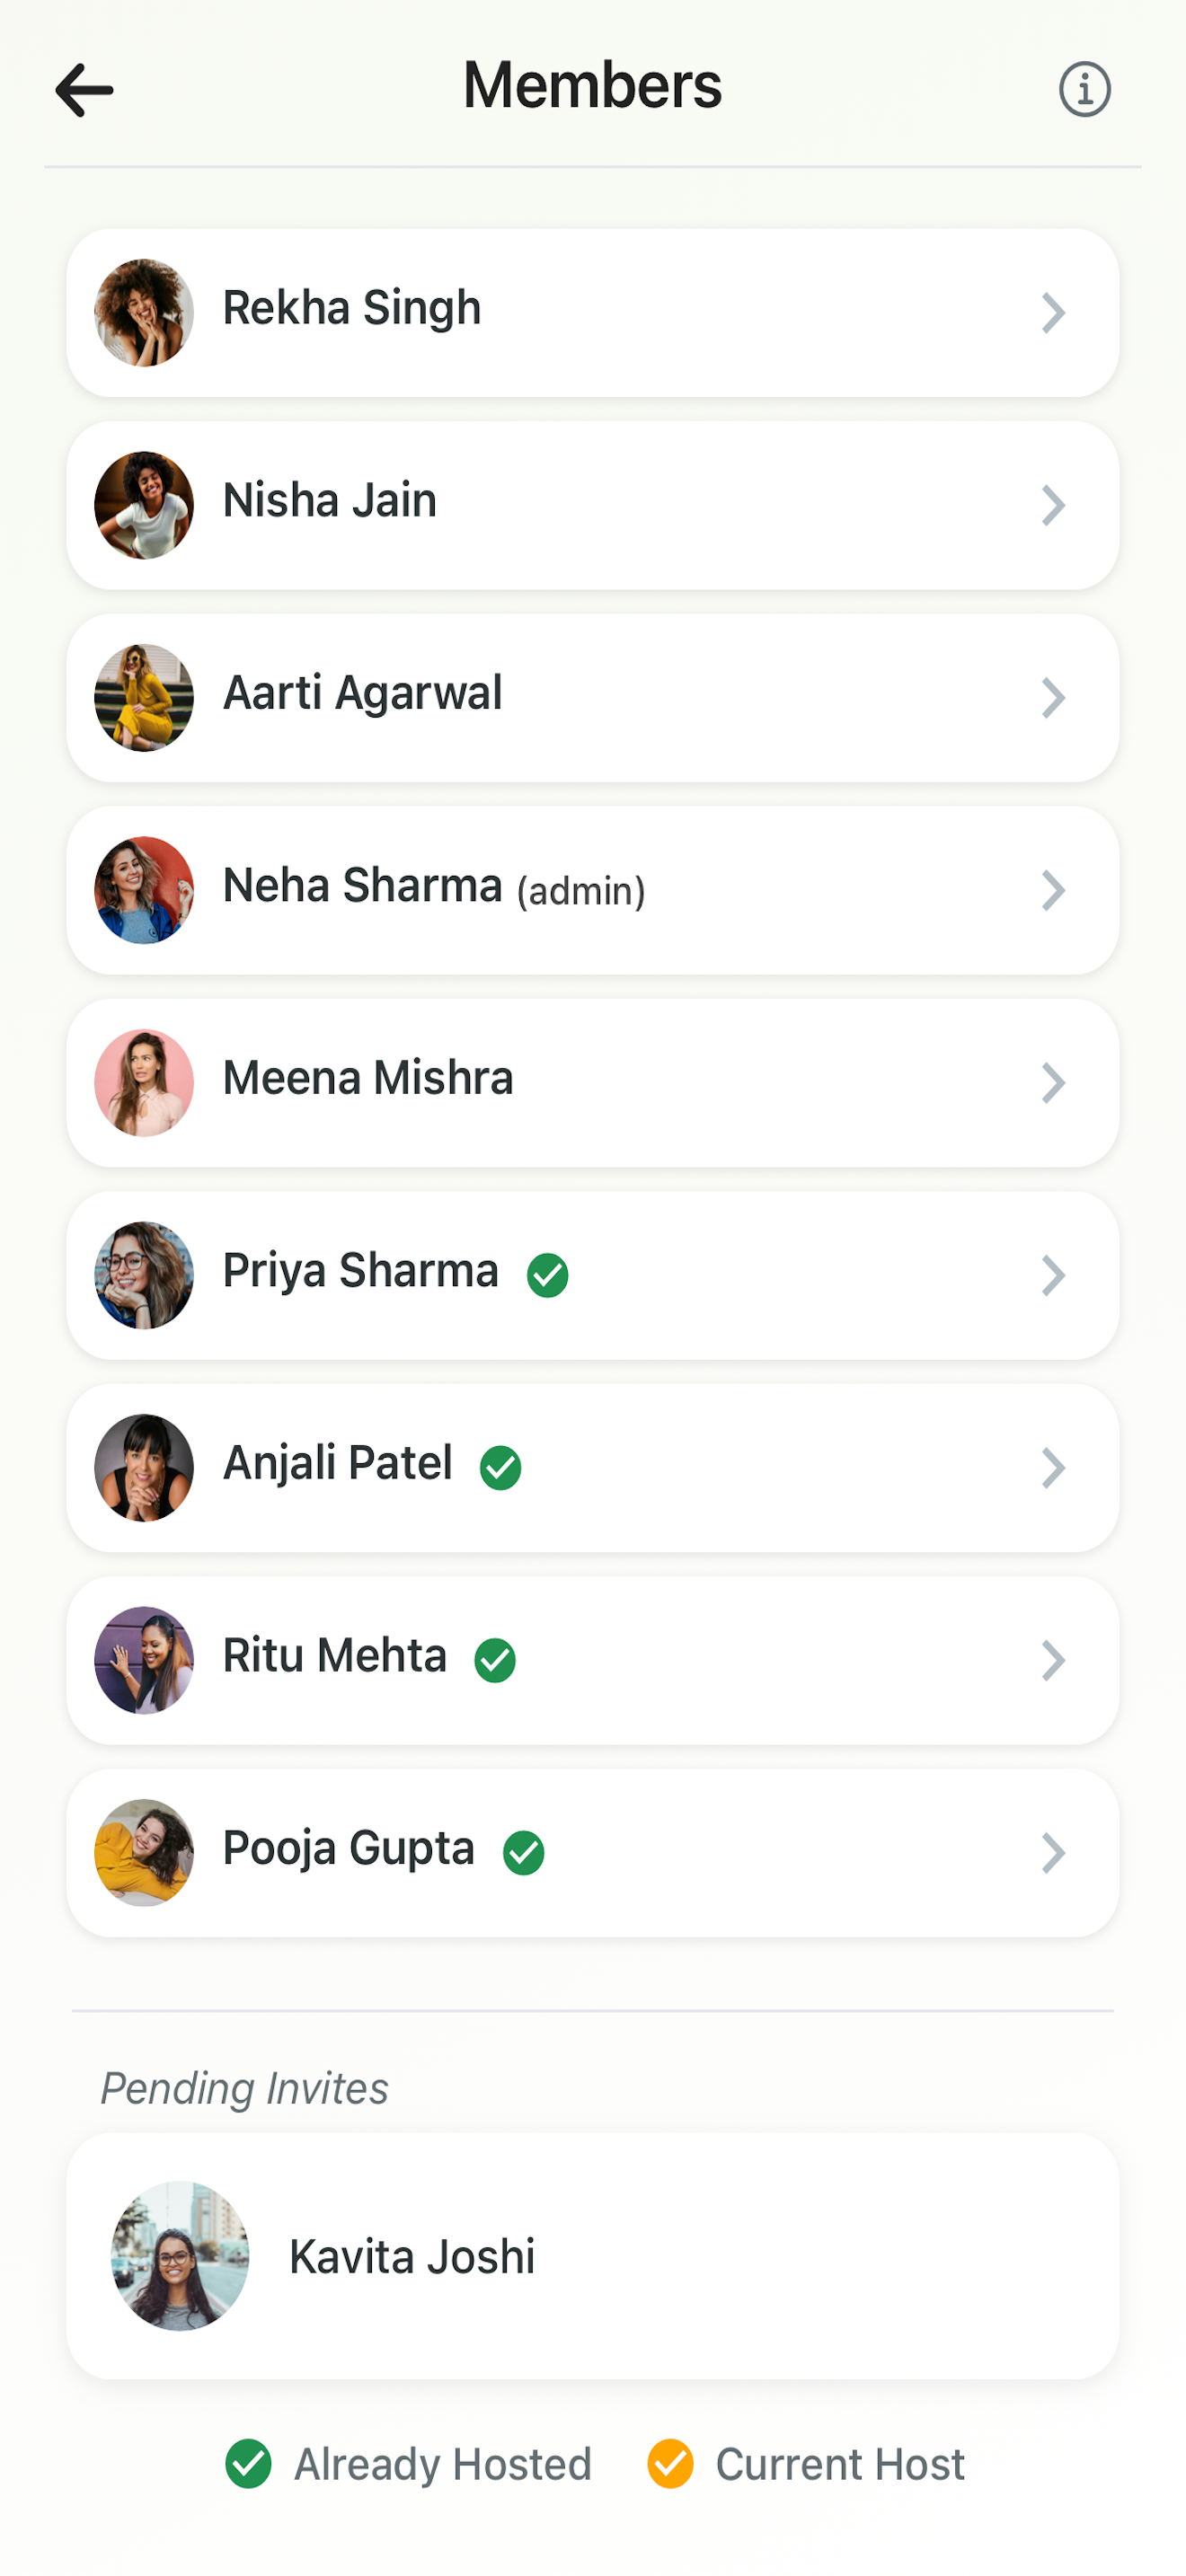 Members
Rekha Singh
Nisha Jain
Aarti Agarwal
Neha Sharma (admin)
Meena Mishra
Priya Sharma
Anjali Patel
Ritu Mehta
Pooja Gupta
Pending Invites
Kavita Joshi
Already Hosted Current Host